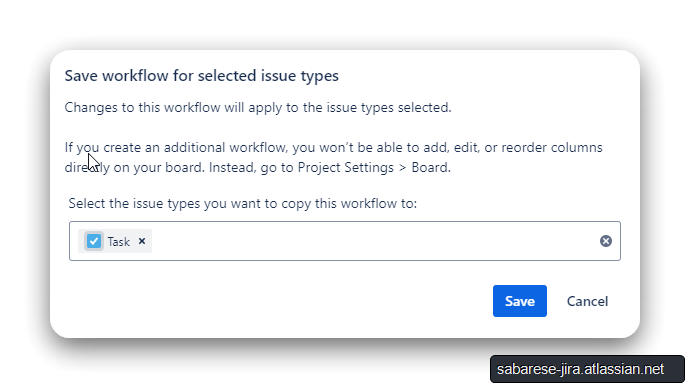 Save workflow for selected issue types
Changes to this workflow will apply to the issue types selected.
If you create an additional workflow, you won't be able to add, edit, or reorder columns
directly on your board. Instead, go to Project Settings > Board.
Select the issue types you want to copy this workflow to:
Task
Save Cancel
sabarese-jira.atlassian.net